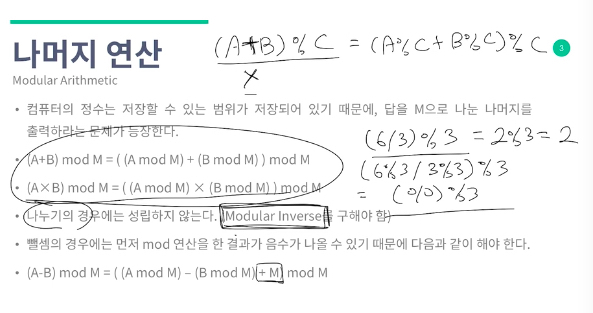 나머지 연산
Modular Arithmetic
(A+B)%C = (A%C+B%C)%C
×
3
• 컴퓨터의 정수는 저장할 수 있는 범위가 저장되어 있기 때문에, 답을 M으로 나눈 나머지를
출력하라는 문제가 등장한다.
• (A+B) mod M = ( (A mod M) + (B mod M) ) mod M
• (A×B) mod M = ( (A mod M) × (B mod M) ) mod M
(6/3)%3 = 2%3 = 2
(6%3/3%3)%3
= (0/0)%3
• 나누기의 경우에는 성립하지 않는다. (Modular Inverse를 구해야 함)
• 뺄셈의 경우에는 먼저 mod 연산을 한 결과가 음수가 나올 수 있기 때문에 다음과 같이 해야 한다.
• (A-B) mod M = ( (A mod M) – (B mod M) + M) mod M